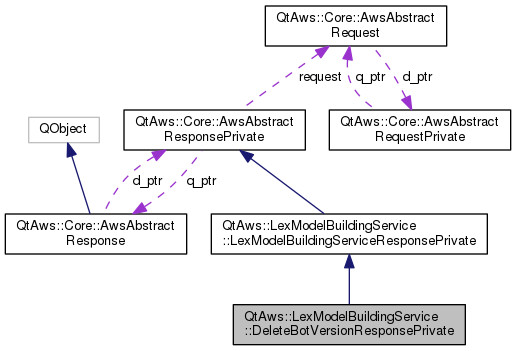 QtAws::Core::AwsAbstract
Request
request
q_ptr
d_ptr
QObject
QtAws::Core::AwsAbstract
ResponsePrivate
QtAws::Core::AwsAbstract
RequestPrivate
d_ptr
q_ptr
QtAws::Core::AwsAbstract
Response
QtAws::LexModelBuildingService
::LexModelBuildingServiceResponsePrivate
QtAws::LexModelBuildingService
::DeleteBotVersionResponsePrivate